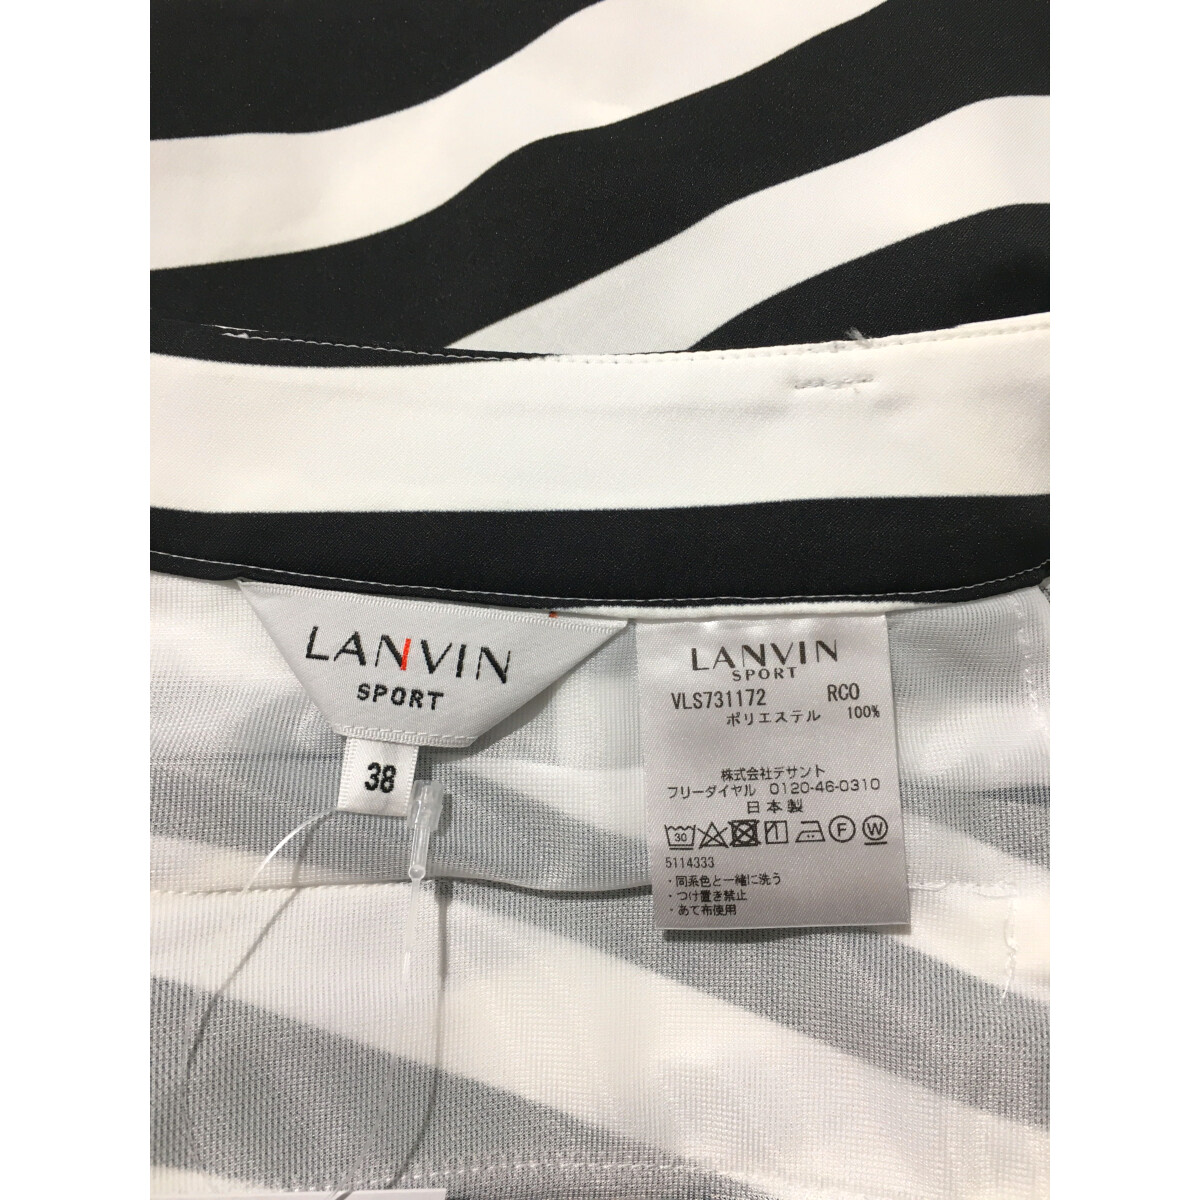 LANVIN
SPORT
38
LANVIN
SPORT
VLS731172 RCO
ポリエステル 100%
株式会社デサント
フリーダイヤル 0120-46-0310
日本製
30 F W
5114333
・同系色と一緒に洗う
・つけ置き禁止
・あて布使用